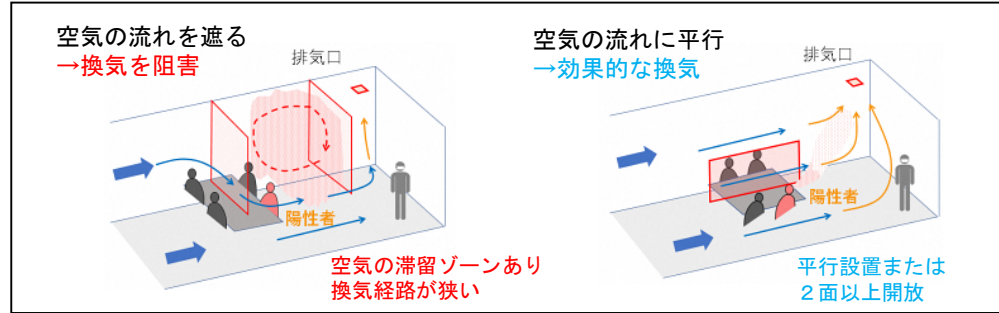 空気の流れを遮る
→換気を阻害
排気口
陽性者
空気の滞留ゾーンあり
換気経路が狭い
空気の流れに平行
→効果的な換気
排気口
陽性者
平行設置または
２面以上開放